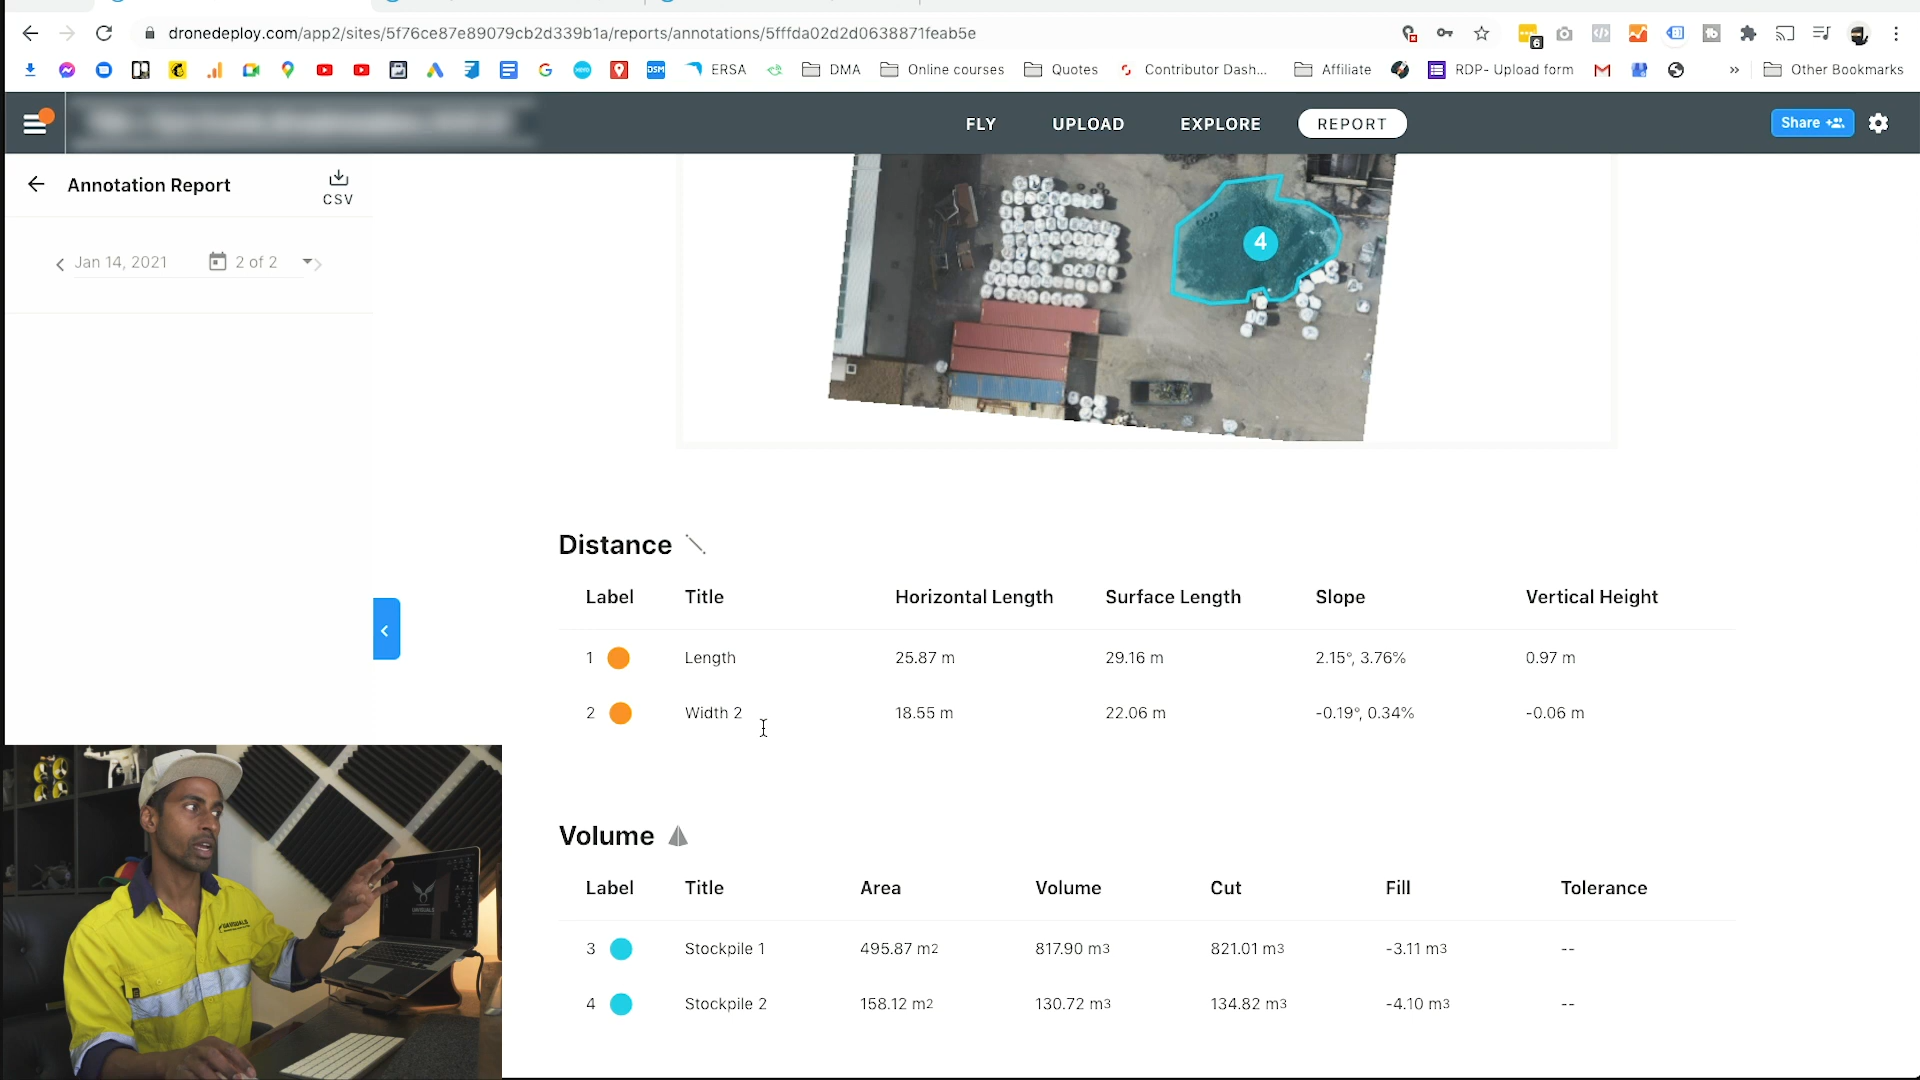 dronedeploy.com/app2/sites/5f76ce87e89079cb2d339b1a/reports/annotations/5fffda02d2d0638871feab5e
6
DSM ERSA DMA Online courses Quotes Contributor Dash... Affiliate RDP- Upload form » Other Bookmarks
FLY UPLOAD EXPLORE REPORT Share
Annotation Report CSV
Jan 14, 2021 2 of 2
4
Distance
Label Title Horizontal Length Surface Length Slope Vertical Height
1 Length 25.87 m 29.16 m 2.15°, 3.76% 0.97 m
2 Width 2 18.55 m 22.06 m -0.19°, 0.34% -0.06 m
Volume
Label Title Area Volume Cut Fill Tolerance
3 Stockpile 1 495.87 m2 817.90 m3 821.01 m3 -3.11 m3 --
4 Stockpile 2 158.12 m2 130.72 m3 134.82 m3 -4.10 m3 --